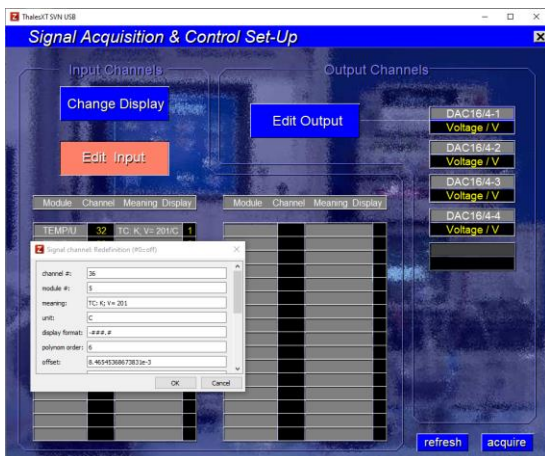 ThalesXT SVN USB
Signal Acquisition & Control Set-Up
Input Channels
Output Channels
Change Display
Edit Input
Edit Output
DAC16/4-1
Voltage / V
DAC16/4-2
Voltage / V
DAC16/4-3
Voltage / V
DAC16/4-4
Voltage / V
Module Channel Meaning Display
Module Channel Meaning Display
TEMP/U 32 TC: K, V= 201/C 1
Signal channel Redefinition (#0=off)
channel #: 36
module #: 5
meaning: TC: K; V= 201
unit: C
display format: -###.#
polynom order: 6
offset: 8.46545368673831e-3
OK Cancel
refresh acquire